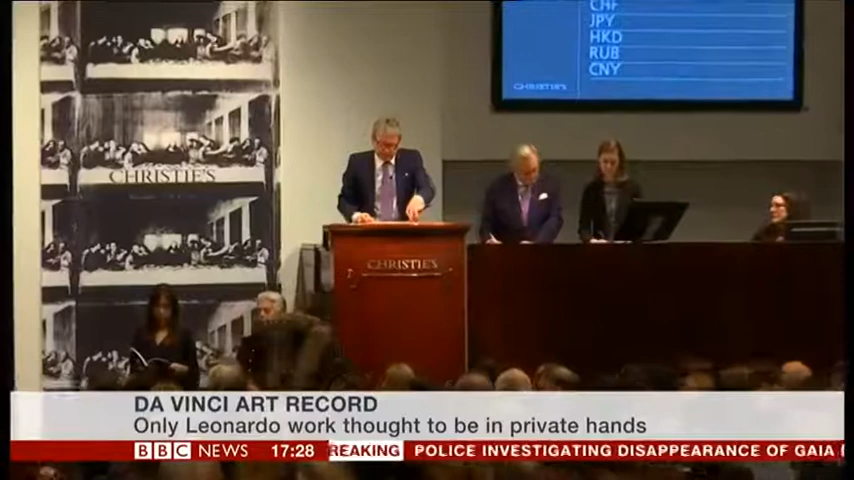 CHF
JPY
HKD
RUB
CNY
CHRISTIE'S
CHRISTIE'S
CHRISTIE'S
DA VINCI ART RECORD
Only Leonardo work thought to be in private hands
BBC NEWS 17:28 REAKING POLICE INVESTIGATING DISAPPEARANCE OF GAIA